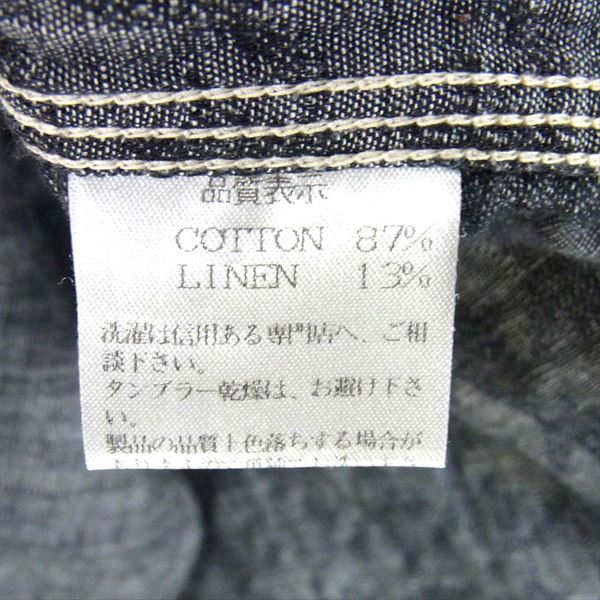 品質表示
COTTON 87%
LINEN 13%
洗濯は信用ある専門店へ、ご相
談下さい。
タンブラー乾燥は、お避け下さ
い。
製品の品質上色落ちする場合が